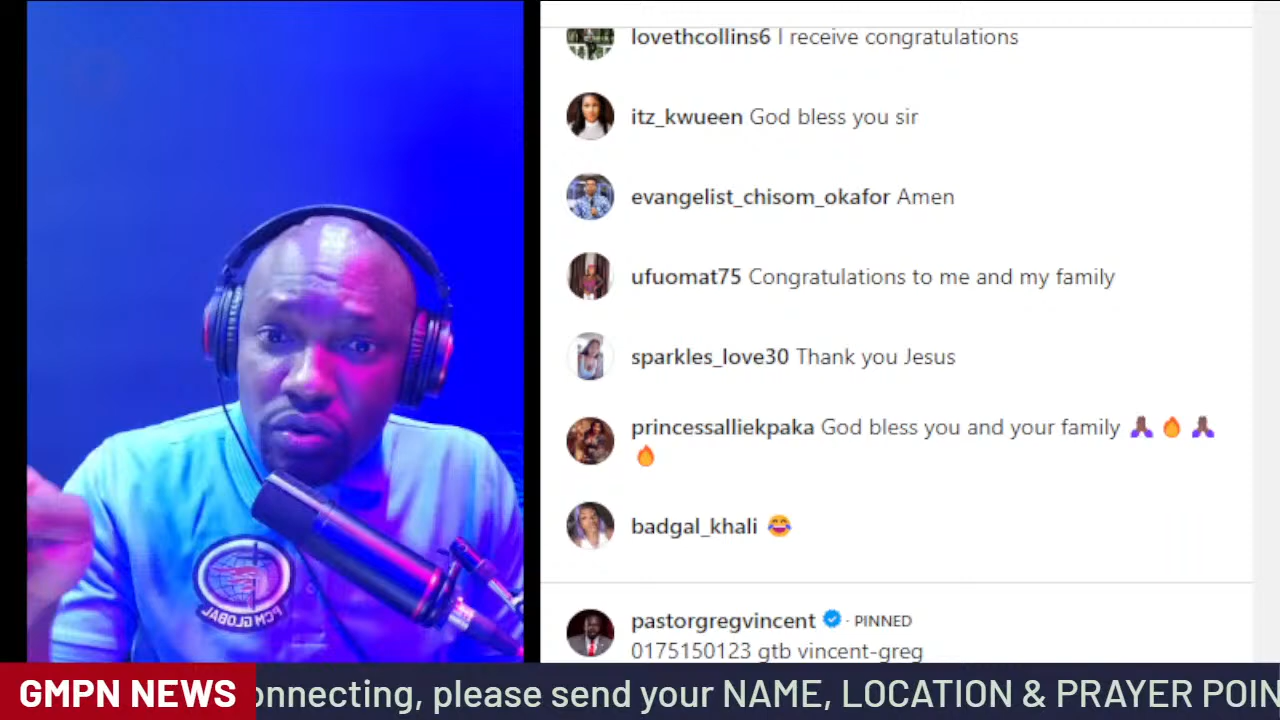 lovethcollins6 I receive congratulations
itz_kwueen God bless you sir
evangelist_chisom_okafor Amen
ufuomat75 Congratulations to me and my family
sparkles_love30 Thank you Jesus
princessalliekpaka God bless you and your family 🙏🏾 🔥 🙏🏾
🔥
badgal_khali 😂
pastorgregvincent · PINNED
0175150123 gtb vincent-greg
PCM GLOBAL
GMPN NEWS onnecting, please send your NAME, LOCATION & PRAYER POIN